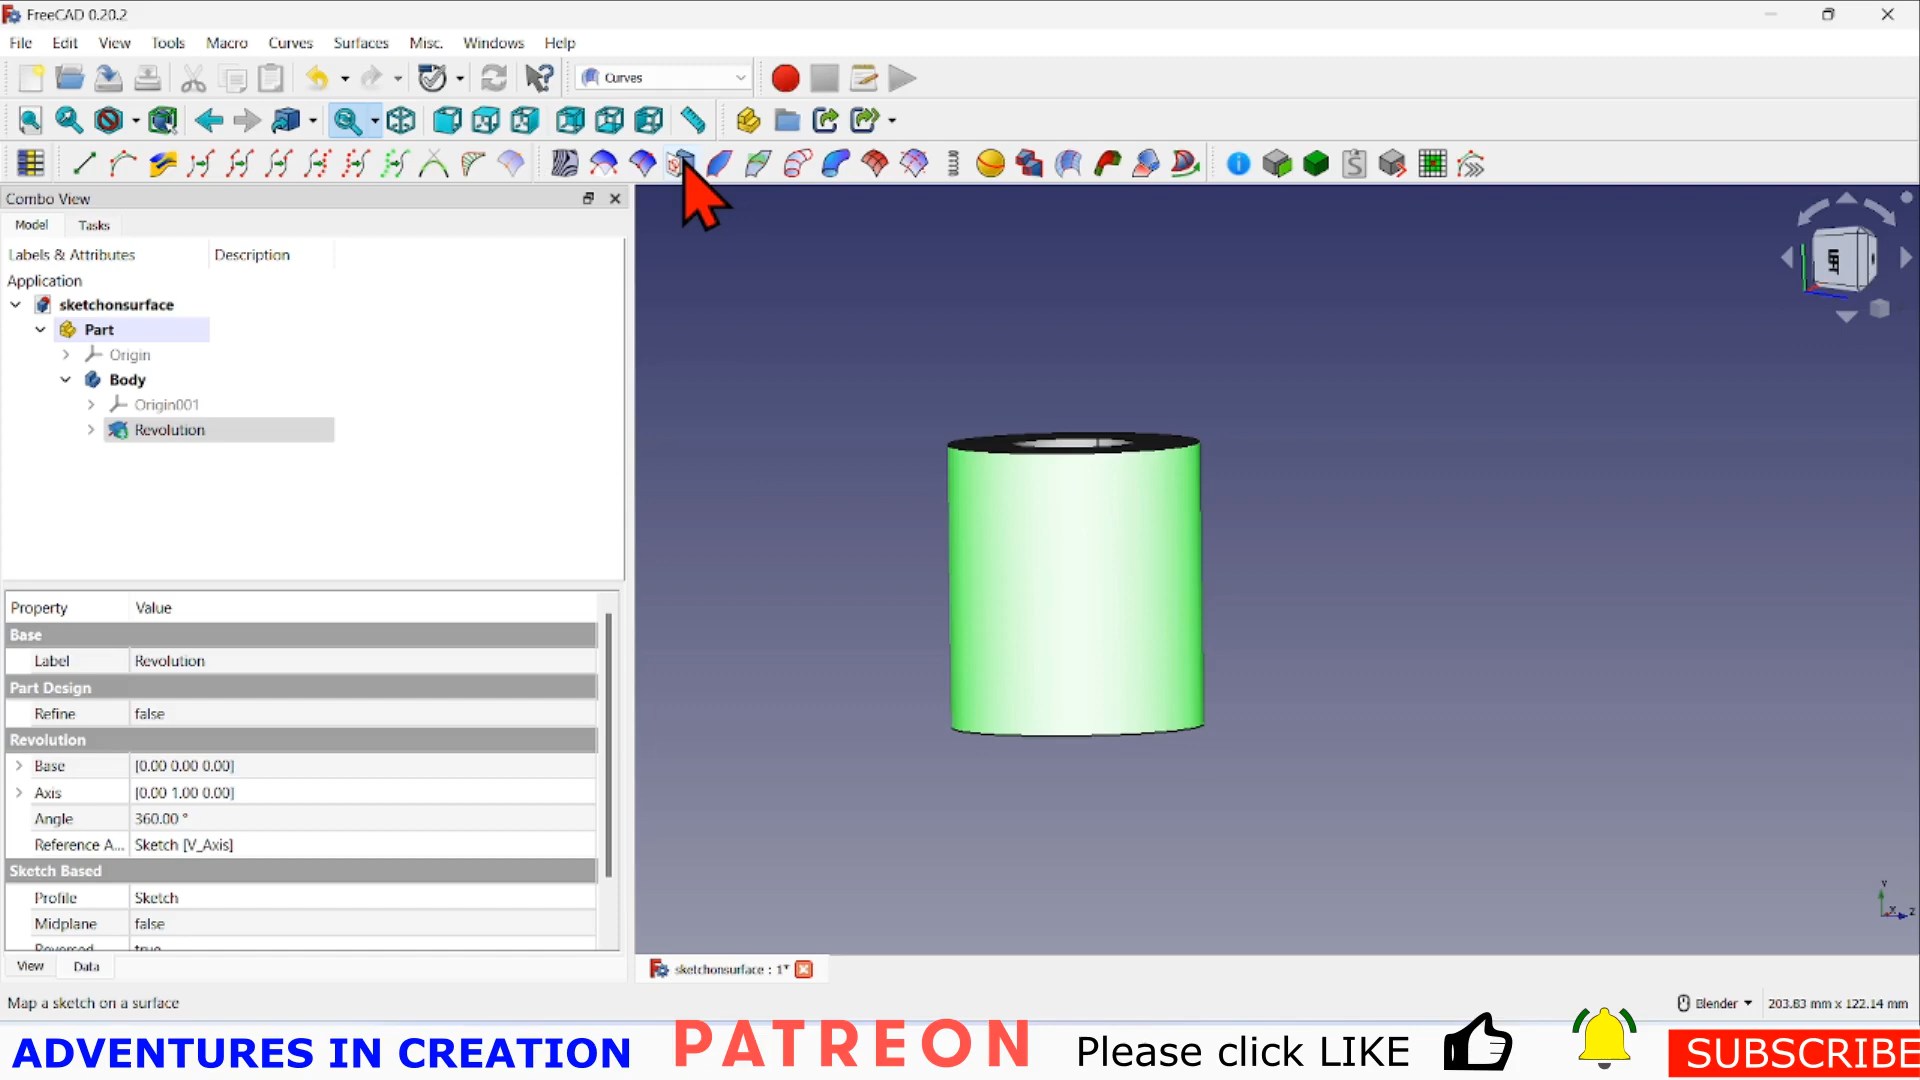 FreeCAD 0.20.2
File Edit View Tools Macro Curves Surfaces Misc. Windows Help
Curves
Combo View
Model Tasks
Labels & Attributes Description
Application
sketchonsurface
Part
Origin
Body
Origin001
Revolution
Property Value
Base
Label Revolution
Part Design
Refine false
Revolution
Base [0.00 0.00 0.00]
Axis [0.00 1.00 0.00]
Angle 360.00 °
Reference A... Sketch [V_Axis]
Sketch Based
Profile Sketch
Midplane false
Reversed true
View Data
sketchonsurface : 1*
Y
X Z
Map a sketch on a surface
Blender 203.83 mm x 122.14 mm
ADVENTURES IN CREATION PATREON Please click LIKE SUBSCRIBE